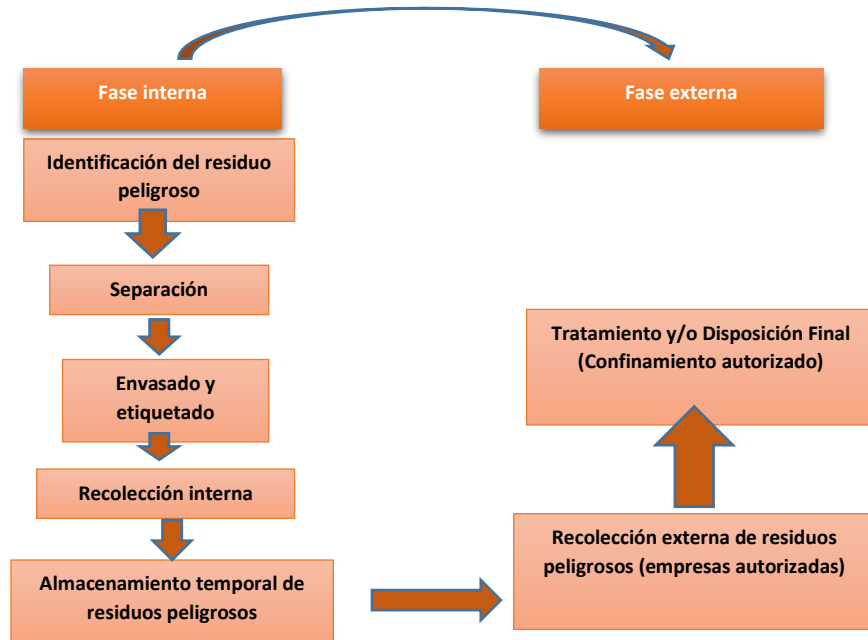 Fase interna
Fase externa
Identificación del residuo
peligroso
Separación
Envasado y
etiquetado
Recolección interna
Almacenamiento temporal de
residuos peligrosos
Recolección externa de residuos
peligrosos (empresas autorizadas)
Tratamiento y/o Disposición Final
(Confinamiento autorizado)